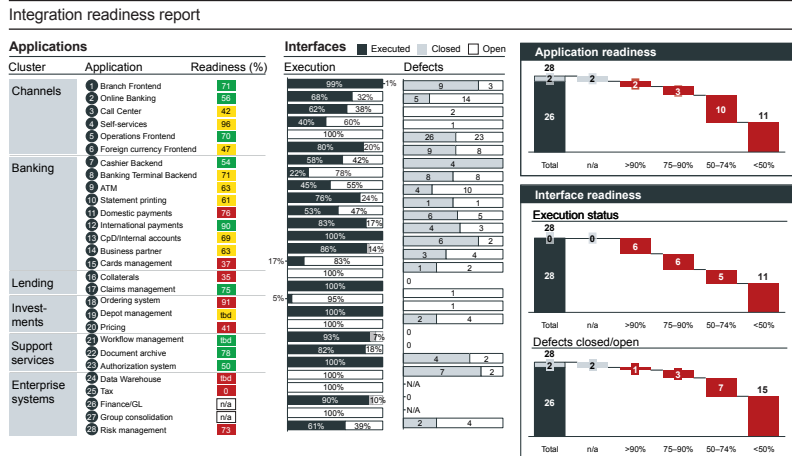 Integration readiness report
Applications
Cluster Application Readiness (%)
Channels
1 Branch Frontend 71
2 Online Banking 56
3 Call Center 42
4 Self-services 96
5 Operations Frontend 70
6 Foreign currency Frontend 47
Banking
7 Cashier Backend 54
8 Banking Terminal Backend 71
9 ATM 63
10 Statement printing 61
11 Domestic payments 76
12 International payments 90
13 CpD/Internal accounts 69
14 Business partner 63
15 Cards management 37
Lending
16 Collaterals 35
17 Claims management 75
Invest-
ments
18 Ordering system 91
19 Depot management tbd
20 Pricing 41
Support
services
21 Workflow management tbd
22 Document archive 78
23 Authorization system 50
Enterprise
systems
24 Data Warehouse tbd
25 Tax 0
26 Finance/GL n/a
27 Group consolidation n/a
28 Risk management 73
Interfaces Executed Closed Open
Execution
99% 1%
68% 32%
62% 38%
40% 60%
100%
80% 20%
58% 42%
22% 78%
45% 55%
76% 24%
53% 47%
83% 17%
100%
86% 14%
17% 83%
100%
100%
5% 95%
100%
100%
93% 7%
82% 18%
100%
100%
100%
90% 10%
100%
61% 39%
Defects
9 3
5 14
2
1
26 23
9 8
4
8 8
4 10
1 1
6 5
4 3
6 2
3 4
1 2
0
1
1
2 4
0
0
4 2
7 2
N/A
0
N/A
2 4
Application readiness
28
2 2 2 3 10 11
26
Total n/a >90% 75–90% 50–74% <50%
Interface readiness
Execution status
28
0 0 6 6 5 11
28
Total n/a >90% 75–90% 50–74% <50%
Defects closed/open
28
2 2 1 3 7 15
26
Total n/a >90% 75–90% 50–74% <50%